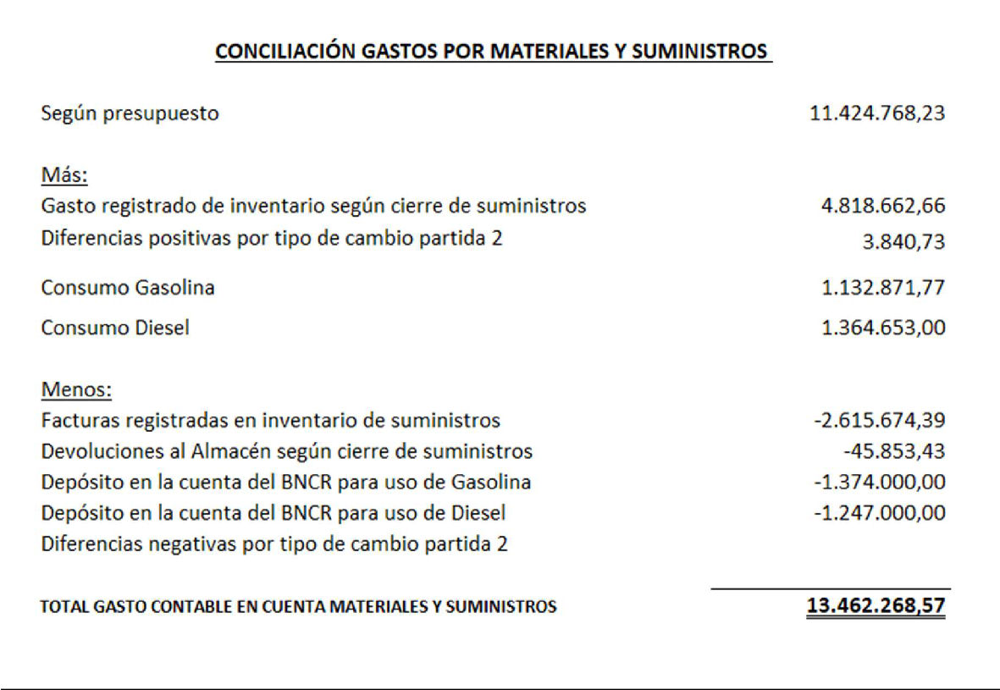 CONCILIACIÓN GASTOS POR MATERIALES Y SUMINISTROS
Según presupuesto 11.424.768,23
Más:
Gasto registrado de inventario según cierre de suministros 4.818.662,66
Diferencias positivas por tipo de cambio partida 2 3.840,73
Consumo Gasolina 1.132.871,77
Consumo Diesel 1.364.653,00
Menos:
Facturas registradas en inventario de suministros -2.615.674,39
Devoluciones al Almacén según cierre de suministros -45.853,43
Depósito en la cuenta del BNCR para uso de Gasolina -1.374.000,00
Depósito en la cuenta del BNCR para uso de Diesel -1.247.000,00
Diferencias negativas por tipo de cambio partida 2
TOTAL GASTO CONTABLE EN CUENTA MATERIALES Y SUMINISTROS 13.462.268,57